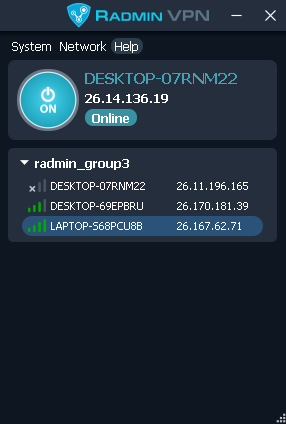 RADMIN VPN
System Network Help
DESKTOP-07RNM22
26.14.136.19
ON
Online
radmin_group3
DESKTOP-07RNM22 26.11.196.165
DESKTOP-69EPBRU 26.170.181.39
LAPTOP-S68PCU8B 26.167.62.71